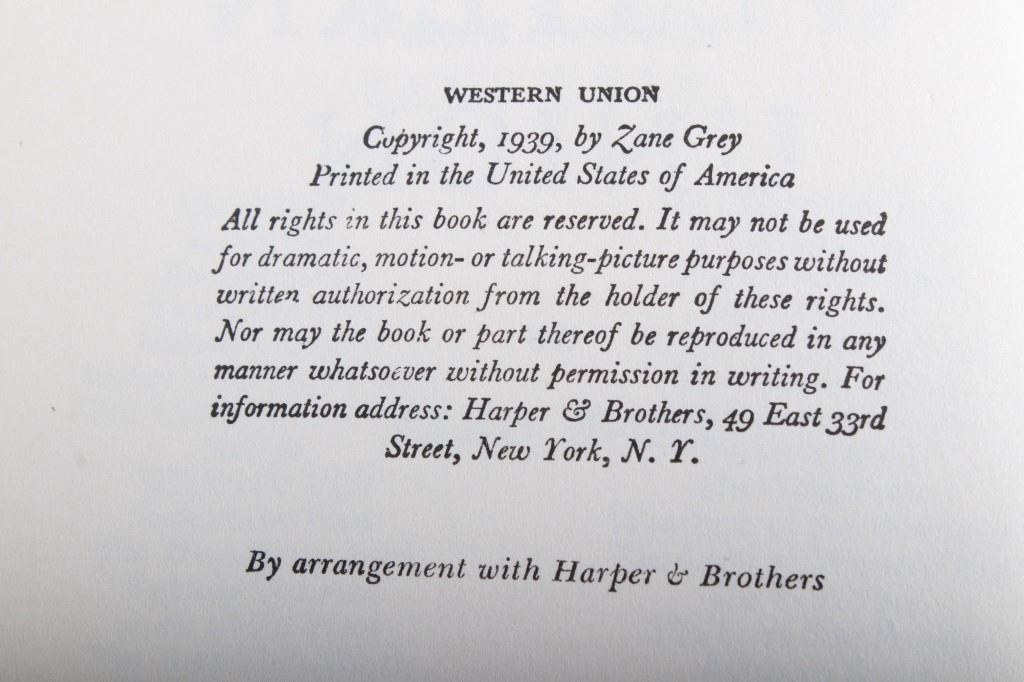 WESTERN UNION
Copyright, 1939, by Zane Grey
Printed in the United States of America
All rights in this book are reserved. It may not be used
for dramatic, motion- or talking-picture purposes without
written authorization from the holder of these rights.
Nor may the book or part thereof be reproduced in any
manner whatsoever without permission in writing. For
information address: Harper & Brothers, 49 East 33rd
Street, New York, N. Y.
By arrangement with Harper & Brothers